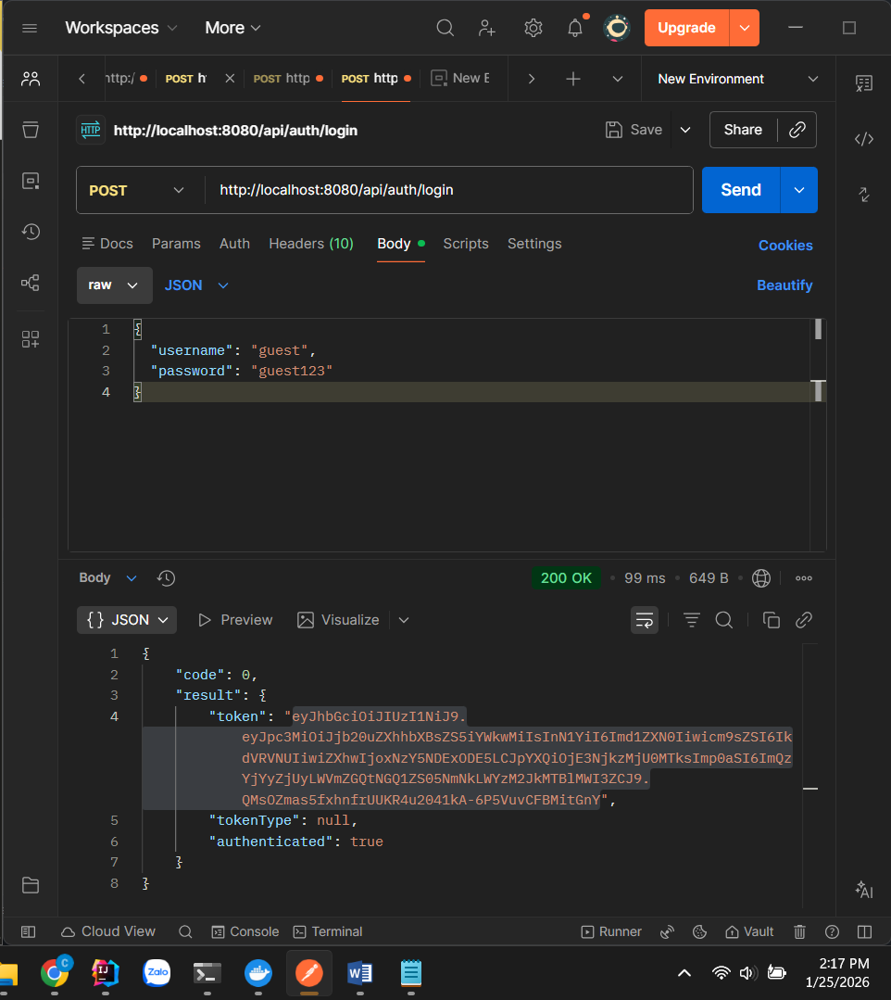 Workspaces More Upgrade
http:/ POST h POST http POST http New E New Environment
HTTP http://localhost:8080/api/auth/login Save Share
POST http://localhost:8080/api/auth/login Send
Docs Params Auth Headers (10) Body Scripts Settings Cookies
raw JSON Beautify
1 {
2 "username": "guest",
3 "password": "guest123"
4 }
Body 200 OK 99 ms 649 B
{} JSON Preview Visualize
1 {
2 "code": 0,
3 "result": {
4 "token": "eyJhbGciOiJIUzI1NiJ9.
eyJpc3MiOiJjb20uZXhhbXBsZS5iYWkwMiIsInN1YiI6Imd1ZXN0Iiwicm9sZSI6Ik
dVRVNUIiwiZXhwIjoxNzY5NDExODE5LCJpYXQiOjE3NjkzMjU0MTksImp0aSI6ImQz
YjYyZjUyLWVmZGQtNGQ1ZS05NmNkLWYzM2JkMTBlMWI3ZCJ9.
QMsOZmas5fxhnfrUUKR4u2041kA-6P5VuvCFBMitGnY",
5 "tokenType": null,
6 "authenticated": true
7 }
8 }
AI
Cloud View Console Terminal Runner Vault
C IJ Zalo W
2:17 PM
1/25/2026